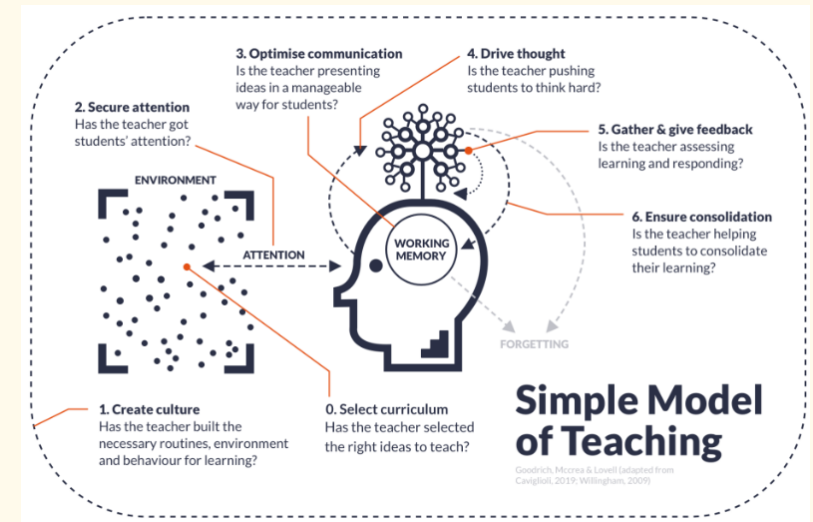 3. Optimise communication
Is the teacher presenting
ideas in a manageable
way for students?
4. Drive thought
Is the teacher pushing
students to think hard?
2. Secure attention
Has the teacher got
students' attention?
5. Gather & give feedback
Is the teacher assessing
learning and responding?
ENVIRONMENT
6. Ensure consolidation
Is the teacher helping
students to consolidate
their learning?
ATTENTION
WORKING
MEMORY
FORGETTING
1. Create culture
Has the teacher built the
necessary routines, environment
and behaviour for learning?
0. Select curriculum
Has the teacher selected
the right ideas to teach?
Simple Model
of Teaching
Goodrich, Mccrea & Lovell (adapted from
Caviglioli, 2019; Willingham, 2009)